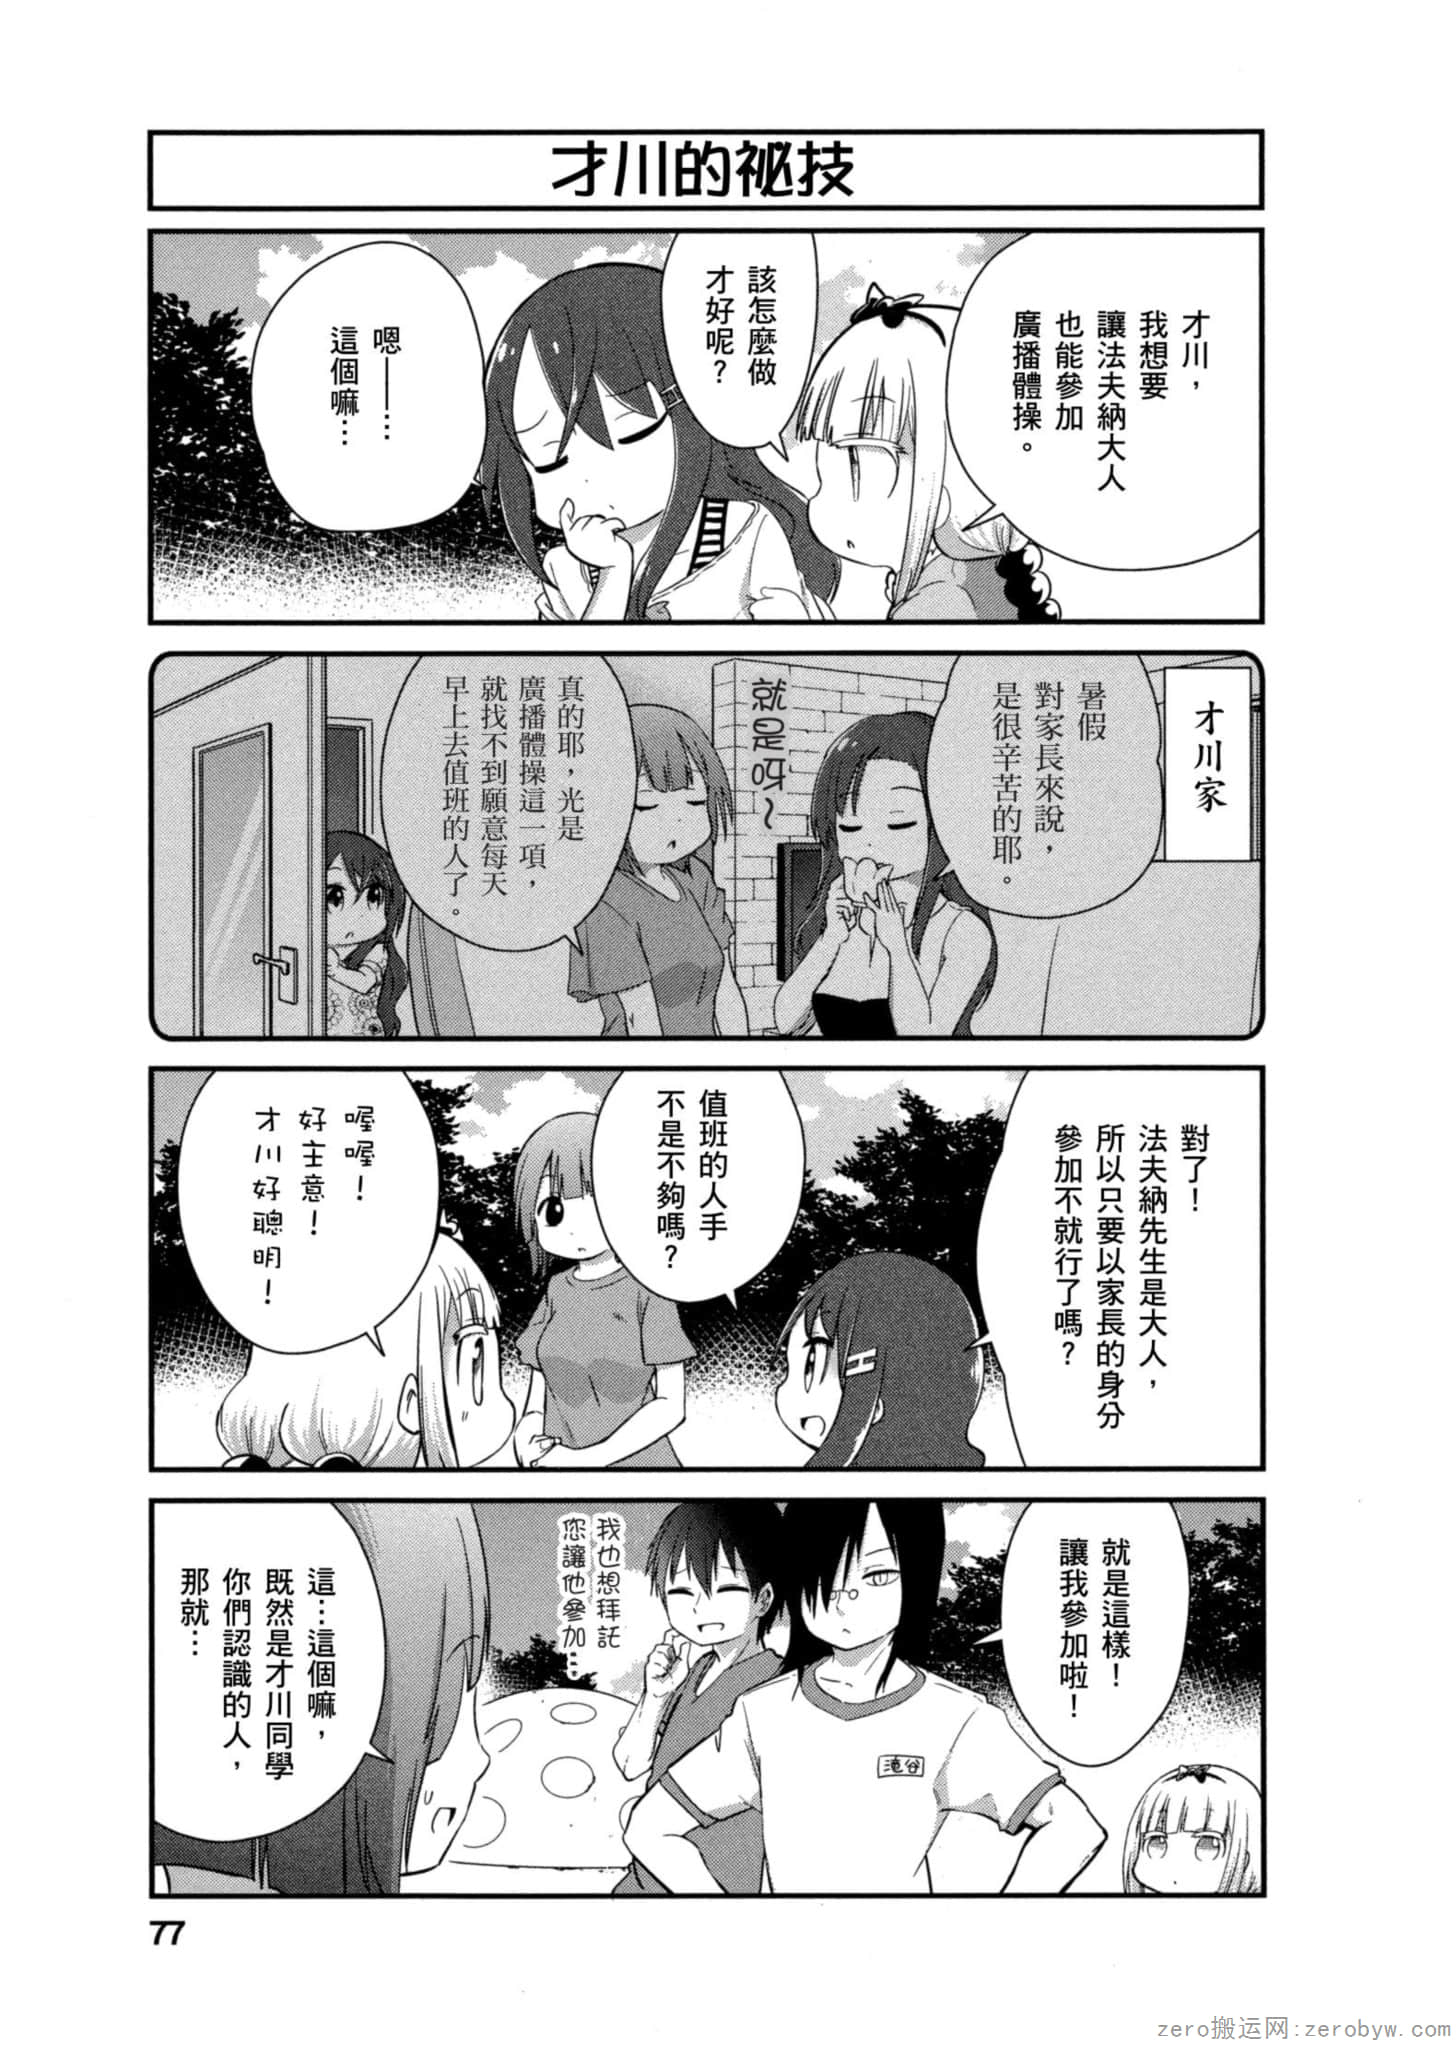 才川的祕技
才川，
我想要
讓法夫納大人
也能參加
廣播體操。
該怎麼做
才好呢？
嗯——…
這個嘛…
才川家
暑假
對家長來說，
是很辛苦的耶。
就是呀～
真的耶，光是
廣播體操這一項，
就找不到願意每天
早上去值班的人了。
對了！
法夫納先生是大人，
所以只要以家長的身分
參加不就行了嗎？
值班的人手
不是不夠嗎？
喔喔！
好主意！
才川好聰明！
就是這樣！
讓我參加啦！
我也想拜託
您讓他參加…
滝谷
這…這個嘛，
既然是才川同學
你們認識的人，
那就…
77
zero搬运网:zerobyw.com